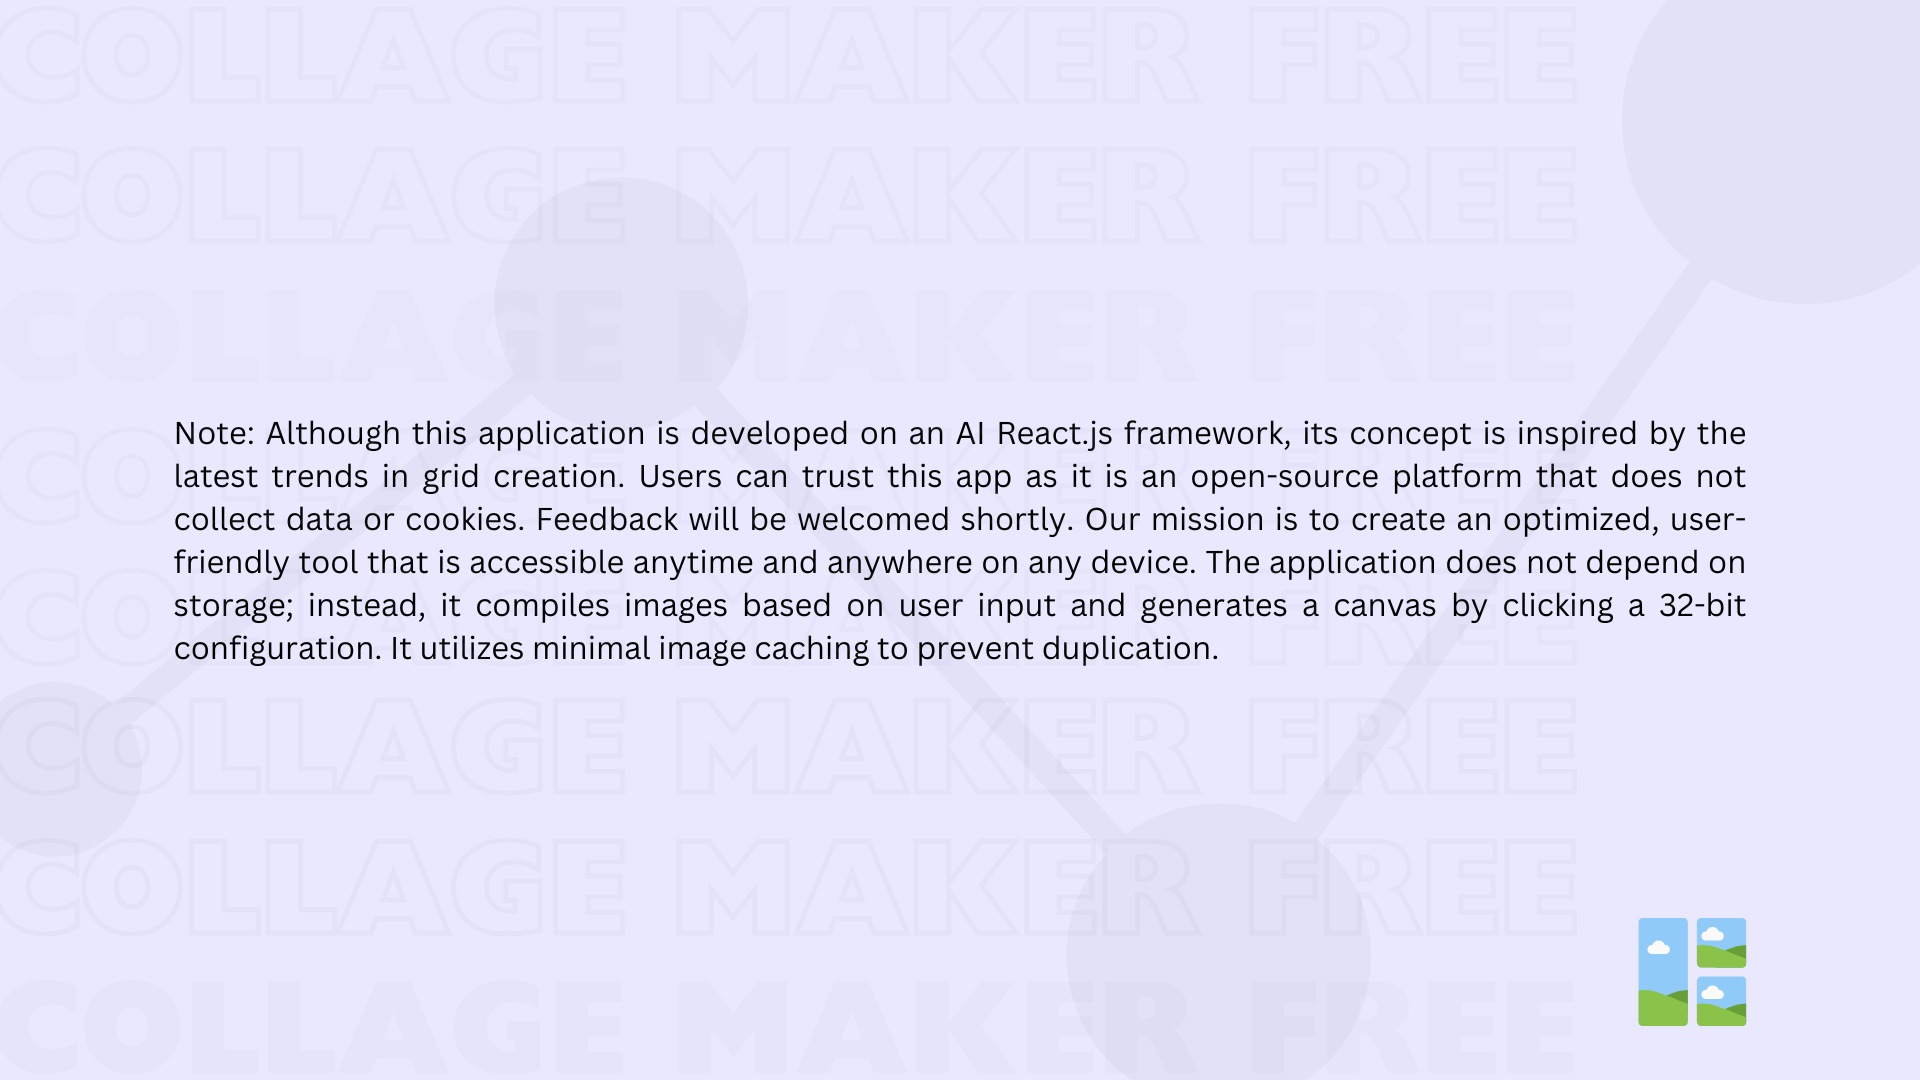 COLLAGE MAKER FREE
COLLAGE MAKER FREE
COLLAGE MAKER FREE
Note: Although this application is developed on an AI React.js framework, its concept is inspired by the
latest trends in grid creation. Users can trust this app as it is an open-source platform that does not
collect data or cookies. Feedback will be welcomed shortly. Our mission is to create an optimized, user-
friendly tool that is accessible anytime and anywhere on any device. The application does not depend on
storage; instead, it compiles images based on user input and generates a canvas by clicking a 32-bit
configuration. It utilizes minimal image caching to prevent duplication.
COLLAGE MAKER FREE
COLLAGE MAKER FREE
COLLAGE MAKER FREE
COLLAGE MAKER FREE
COLLAGE MAKER FREE